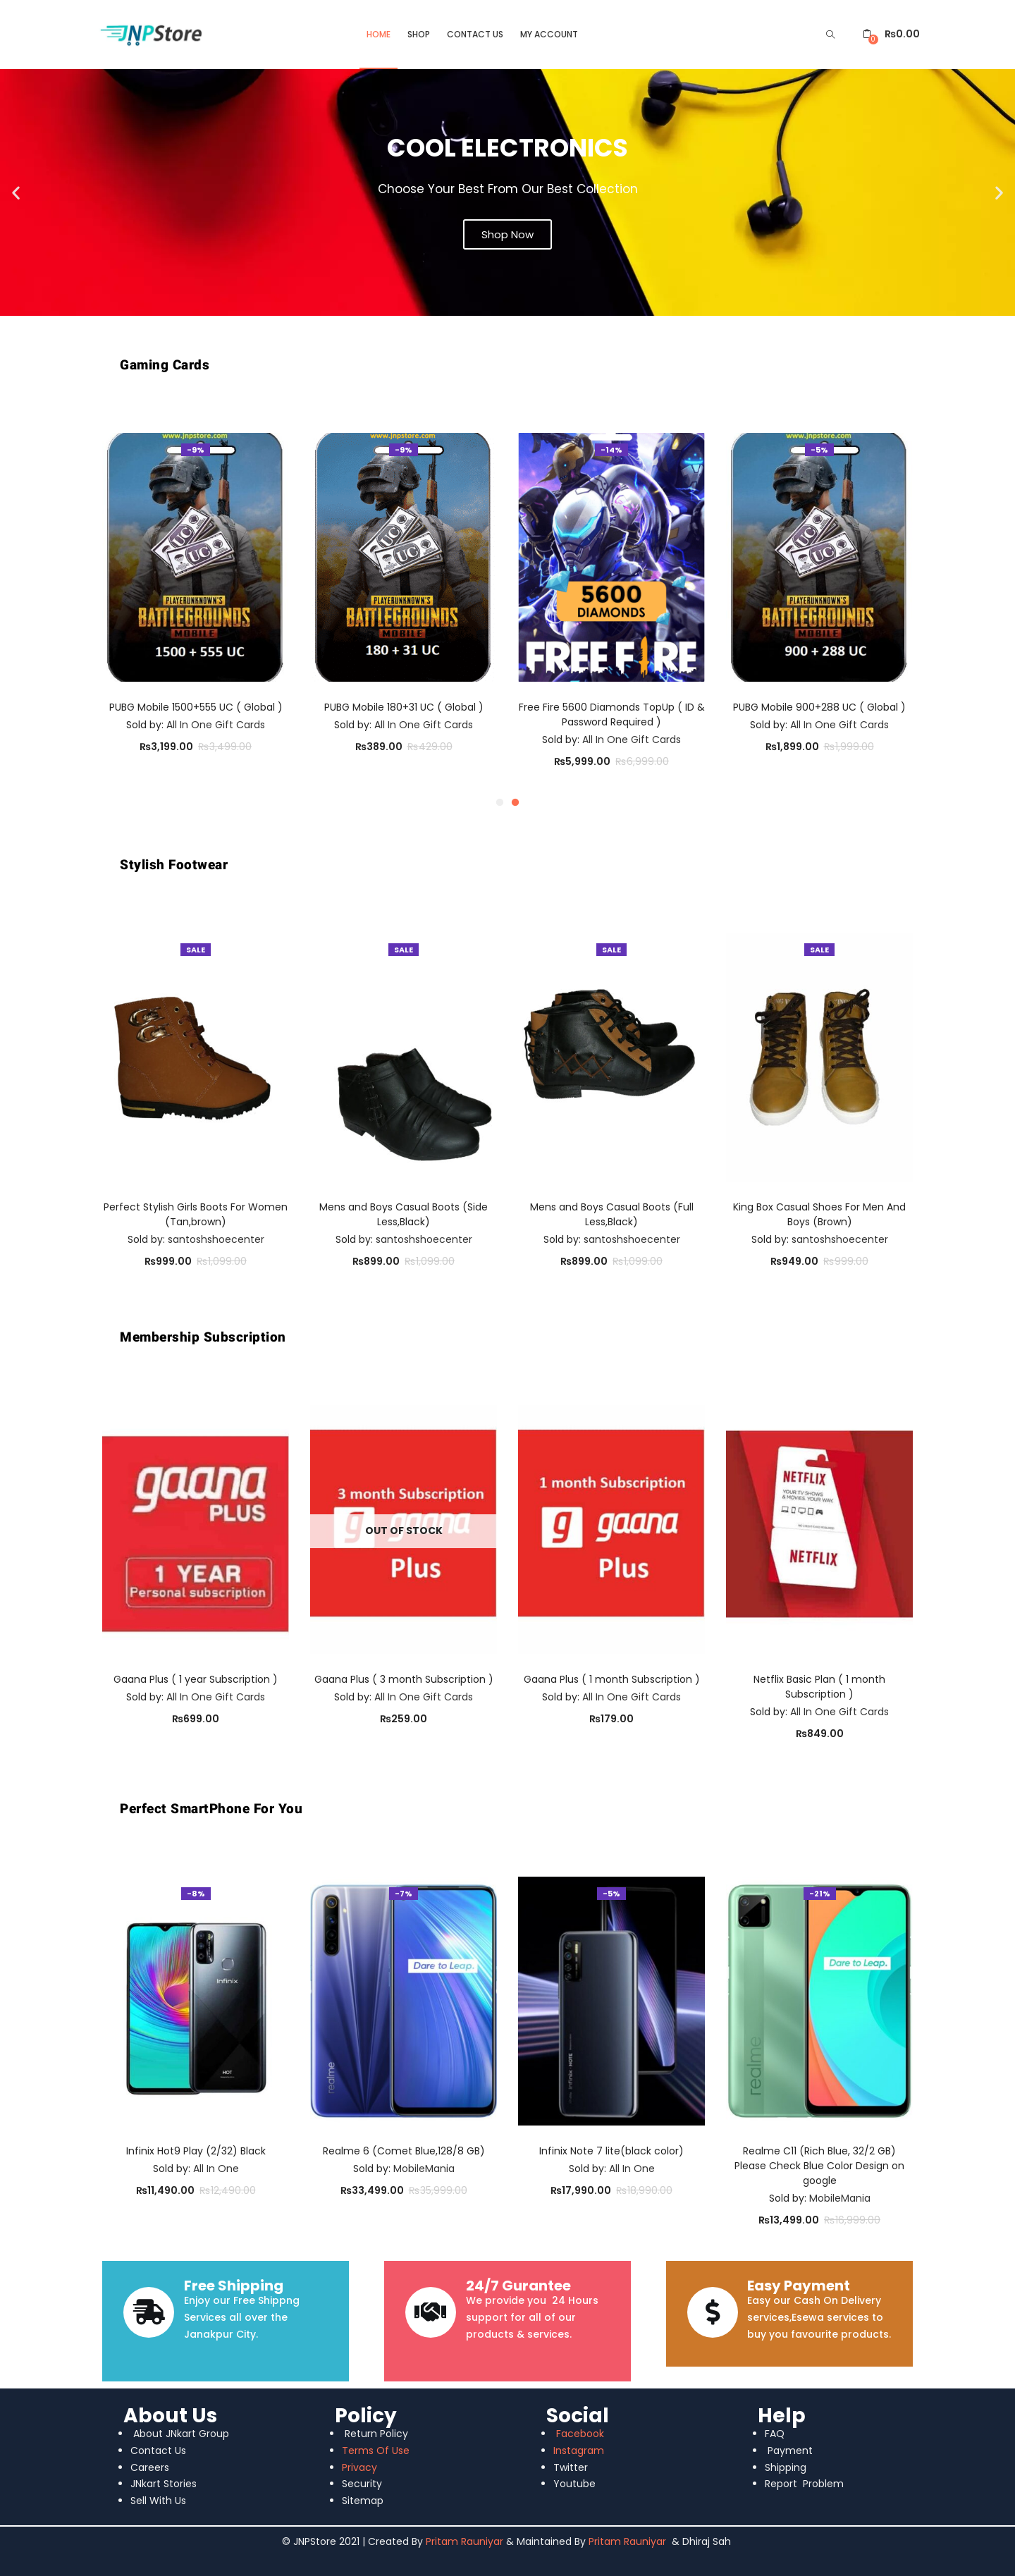 JNPStore
HOME SHOP CONTACT US MY ACCOUNT
0 ₨0.00
COOL ELECTRONICS
Choose Your Best From Our Best Collection
Shop Now
Gaming Cards
www.jnpstore.com
-9%
PLAYERUNKNOWN'S
BATTLEGROUNDS
MOBILE
1500 + 555 UC
PUBG Mobile 1500+555 UC ( Global )
Sold by: All In One Gift Cards
₨3,199.00 ₨3,499.00
www.jnpstore.com
-9%
PLAYERUNKNOWN'S
BATTLEGROUNDS
MOBILE
180 + 31 UC
PUBG Mobile 180+31 UC ( Global )
Sold by: All In One Gift Cards
₨389.00 ₨429.00
-14%
5600
DIAMONDS
FREE FIRE
Free Fire 5600 Diamonds TopUp ( ID &
Password Required )
Sold by: All In One Gift Cards
₨5,999.00 ₨6,999.00
www.jnpstore.com
-5%
PLAYERUNKNOWN'S
BATTLEGROUNDS
MOBILE
900 + 288 UC
PUBG Mobile 900+288 UC ( Global )
Sold by: All In One Gift Cards
₨1,899.00 ₨1,999.00
Stylish Footwear
SALE
Perfect Stylish Girls Boots For Women
(Tan,brown)
Sold by: santoshshoecenter
₨999.00 ₨1,099.00
SALE
Mens and Boys Casual Boots (Side
Less,Black)
Sold by: santoshshoecenter
₨899.00 ₨1,099.00
SALE
Mens and Boys Casual Boots (Full
Less,Black)
Sold by: santoshshoecenter
₨899.00 ₨1,099.00
SALE
King Box Casual Shoes For Men And
Boys (Brown)
Sold by: santoshshoecenter
₨949.00 ₨999.00
Membership Subscription
gaana
PLUS
1 YEAR
Personal subscription
Gaana Plus ( 1 year Subscription )
Sold by: All In One Gift Cards
₨699.00
3 month Subscription
OUT OF STOCK
gaana
Plus
Gaana Plus ( 3 month Subscription )
Sold by: All In One Gift Cards
₨259.00
1 month Subscription
gaana
Plus
Gaana Plus ( 1 month Subscription )
Sold by: All In One Gift Cards
₨179.00
NETFLIX
YOUR TV SHOWS
& MOVIES. YOUR WAY.
NETFLIX
Netflix Basic Plan ( 1 month
Subscription )
Sold by: All In One Gift Cards
₨849.00
Perfect SmartPhone For You
-8%
Infinix
HOT
Infinix Hot9 Play (2/32) Black
Sold by: All In One
₨11,490.00 ₨12,490.00
-7%
Dare to Leap.
realme
Realme 6 (Comet Blue,128/8 GB)
Sold by: MobileMania
₨33,499.00 ₨35,999.00
-5%
Infinix NOTE
Infinix Note 7 lite(black color)
Sold by: All In One
₨17,990.00 ₨18,990.00
-21%
Dare to Leap.
realme
Realme C11 (Rich Blue, 32/2 GB)
Please Check Blue Color Design on
google
Sold by: MobileMania
₨13,499.00 ₨16,999.00
Free Shipping
Enjoy our Free Shippng
Services all over the
Janakpur City.
24/7 Gurantee
We provide you 24 Hours
support for all of our
products & services.
Easy Payment
Easy our Cash On Delivery
services,Esewa services to
buy you favourite products.
About Us
About JNkart Group
Contact Us
Careers
JNkart Stories
Sell With Us
Policy
Return Policy
Terms Of Use
Privacy
Security
Sitemap
Social
Facebook
Instagram
Twitter
Youtube
Help
FAQ
Payment
Shipping
Report Problem
© JNPStore 2021 | Created By Pritam Rauniyar & Maintained By Pritam Rauniyar & Dhiraj Sah